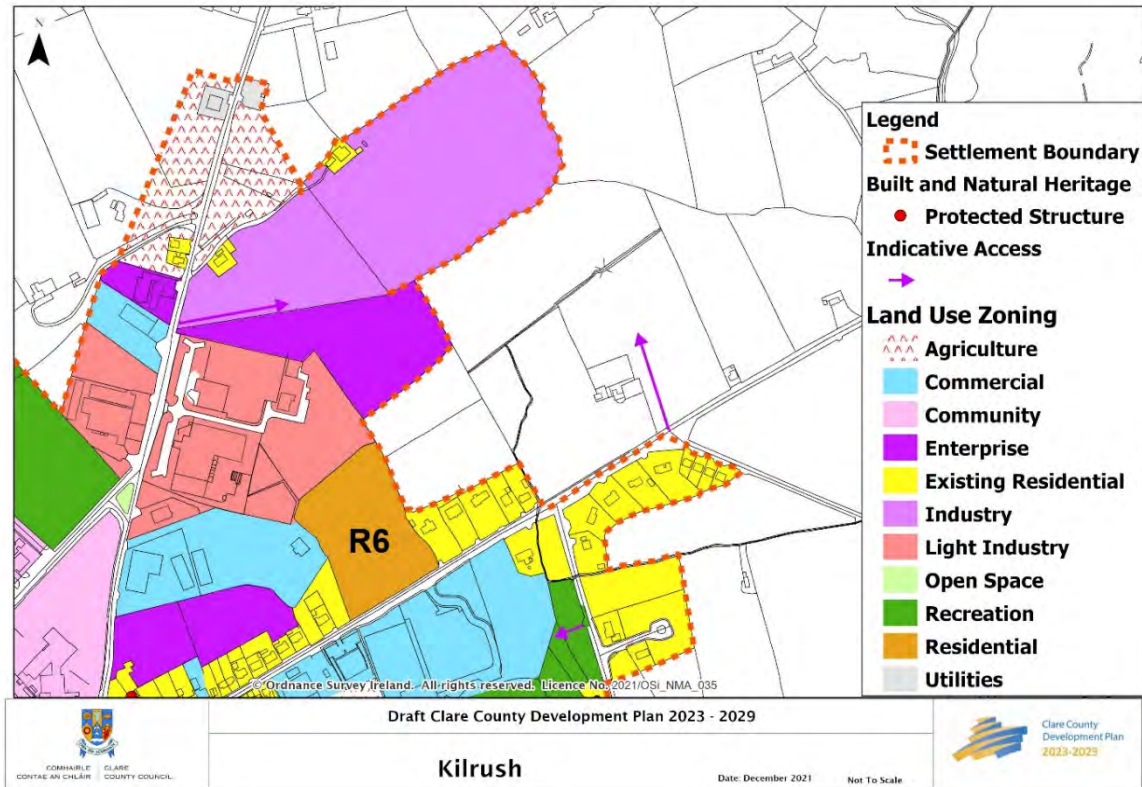 N
Legend
Settlement Boundary
Built and Natural Heritage
Protected Structure
Indicative Access
Land Use Zoning
Agriculture
Commercial
Community
Enterprise
Existing Residential
Industry
Light Industry
Open Space
Recreation
Residential
Utilities
R6
© Ordnance Survey Ireland. All rights reserved. Licence No. 2021/OSi_NMA_035
COMHAIRLE CLARE
CONTAE AN CHLÁIR COUNTY COUNCIL
Draft Clare County Development Plan 2023 - 2029
Kilrush
Date: December 2021
Not To Scale
Clare County
Development Plan
2023-2029